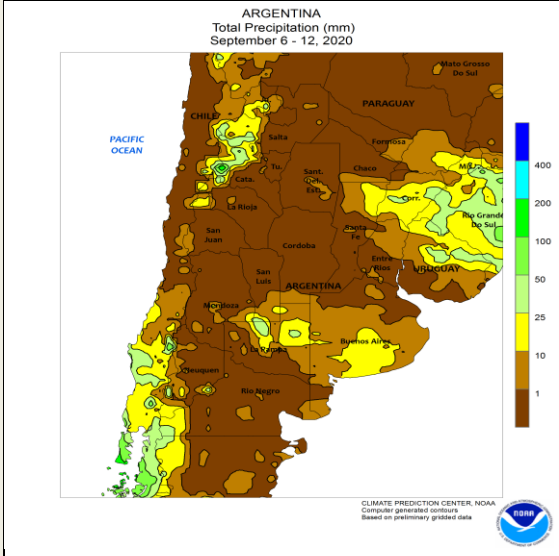 ARGENTINA
Total Precipitation (mm)
September 6 - 12, 2020
Mato Grosso
Do Sul
PARAGUAY
CHILE
PACIFIC
OCEAN
Salta
Formosa
Tu.
Sant.
Del
Est.
Chaco
Mis.
Cata.
Corr.
La Rioja
Rio Grande
Do Sul
San
Juan
Santa
Fe
Cordoba
Entre
Rios
URUGUAY
San
Luis
ARGENTINA
Mendoza
Buenos Aires
La Pampa
Neuquen
Rio Negro
400
200
100
50
25
10
1
CLIMATE PREDICTION CENTER, NOAA
Computer generated contours
Based on preliminary gridded data
NOAA